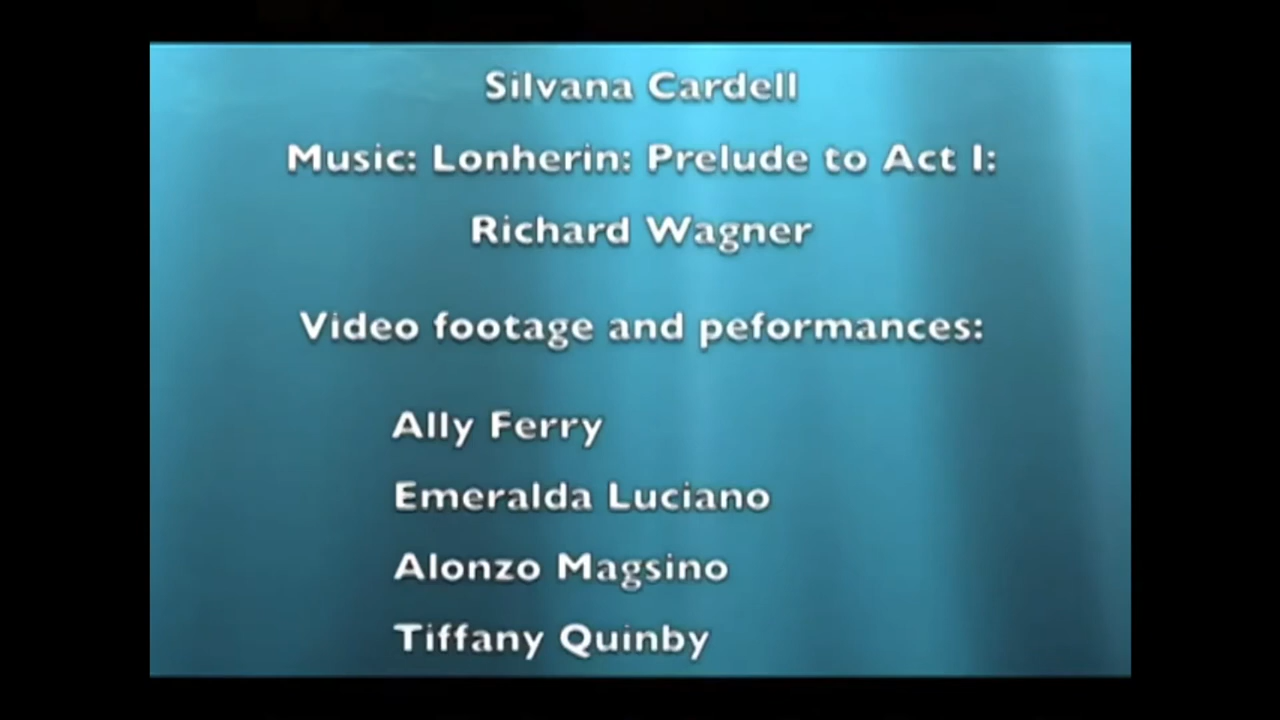 Silvana Cardell
Music: Lonherin: Prelude to Act I:
Richard Wagner
Video footage and peformances:
Ally Ferry
Emeralda Luciano
Alonzo Magsino
Tiffany Quinby